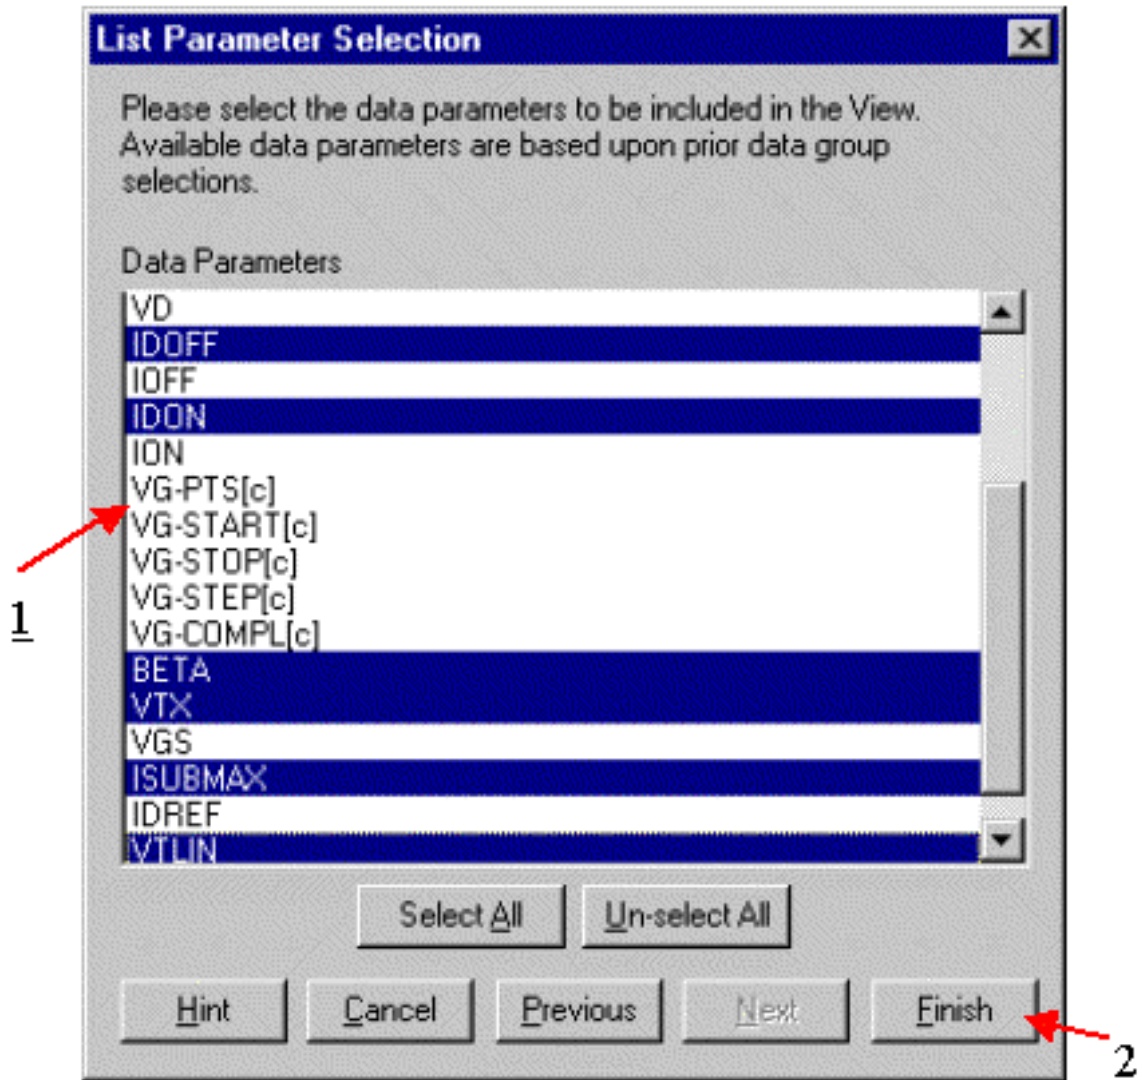 List Parameter Selection
Please select the data parameters to be included in the View.
Available data parameters are based upon prior data group
selections.
Data Parameters
VD
IDOFF
IOFF
IDON
ION
VG-PTS[c]
VG-START[c]
VG-STOP[c]
VG-STEP[c]
VG-COMPL[c]
BETA
VTX
VGS
ISUBMAX
IDREF
VTLIN
1
Select All Un-select All
Hint Cancel Previous Next Finish
2